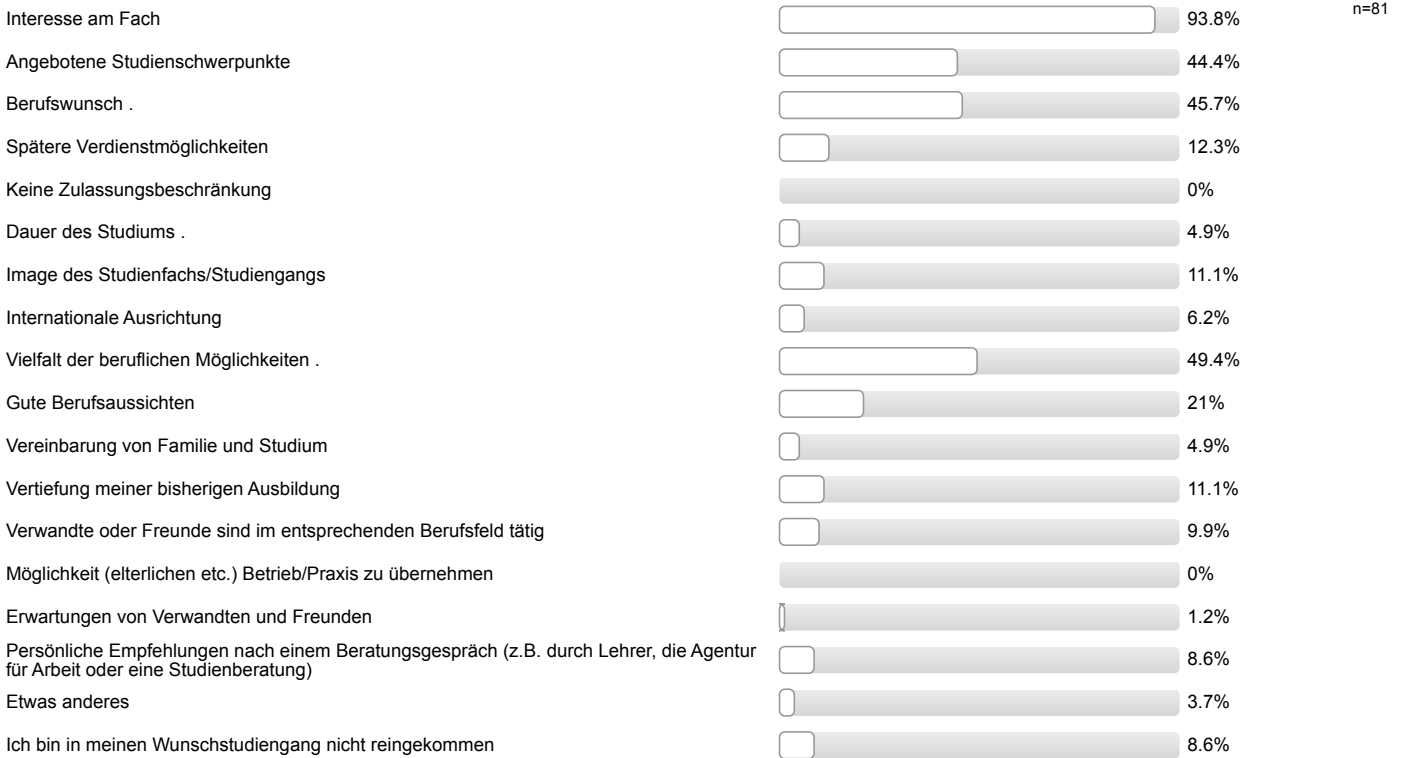 Interesse am Fach 93.8% n=81
Angebotene Studienschwerpunkte 44.4%
Berufswunsch . 45.7%
Spätere Verdienstmöglichkeiten 12.3%
Keine Zulassungsbeschränkung 0%
Dauer des Studiums . 4.9%
Image des Studienfachs/Studiengangs 11.1%
Internationale Ausrichtung 6.2%
Vielfalt der beruflichen Möglichkeiten . 49.4%
Gute Berufsaussichten 21%
Vereinbarung von Familie und Studium 4.9%
Vertiefung meiner bisherigen Ausbildung 11.1%
Verwandte oder Freunde sind im entsprechenden Berufsfeld tätig 9.9%
Möglichkeit (elterlichen etc.) Betrieb/Praxis zu übernehmen 0%
Erwartungen von Verwandten und Freunden 1.2%
Persönliche Empfehlungen nach einem Beratungsgespräch (z.B. durch Lehrer, die Agentur
für Arbeit oder eine Studienberatung) 8.6%
Etwas anderes 3.7%
Ich bin in meinen Wunschstudiengang nicht reingekommen 8.6%